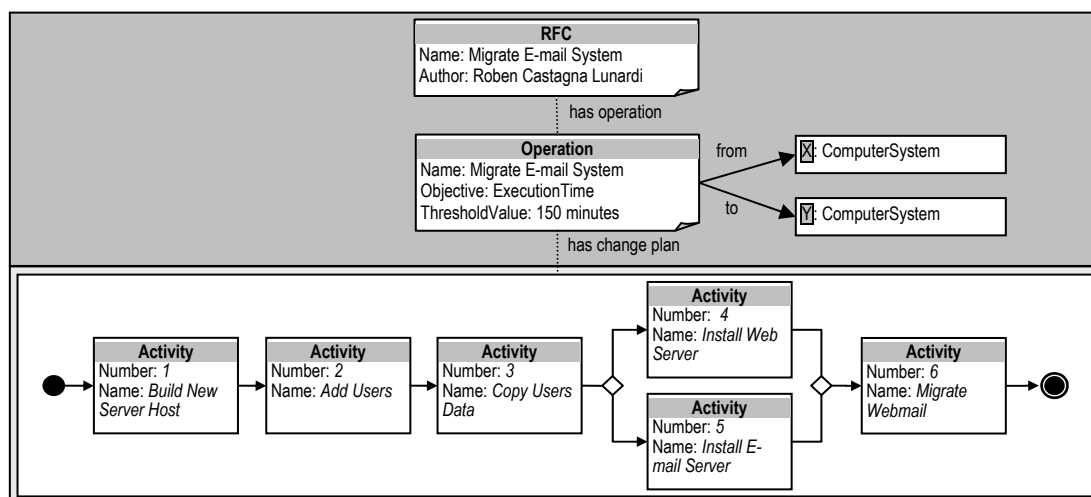 RFC
Name: Migrate E-mail System
Author: Roben Castagna Lunardi
has operation
Operation
Name: Migrate E-mail System
Objective: ExecutionTime
ThresholdValue: 150 minutes
from
X: ComputerSystem
to
Y: ComputerSystem
has change plan
Activity
Number: 1
Name: Build New
Server Host
Activity
Number: 2
Name: Add Users
Activity
Number: 3
Name: Copy Users
Data
Activity
Number: 4
Name: Install Web
Server
Activity
Number: 5
Name: Install E-
mail Server
Activity
Number: 6
Name: Migrate
Webmail